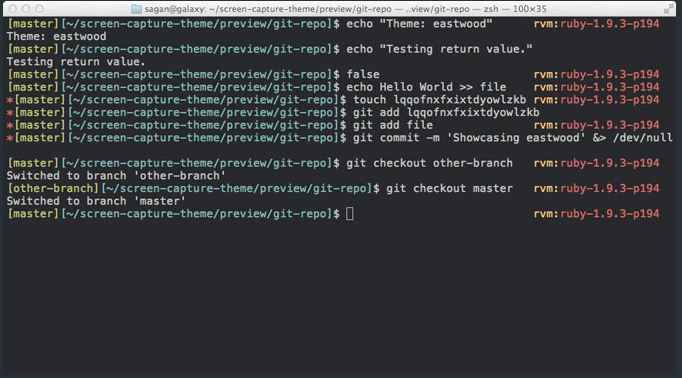 sagan@galaxy: ~/screen-capture-theme/preview/git-repo — ..view/git-repo — zsh — 100×35
[master][~/screen-capture-theme/preview/git-repo]$ echo "Theme: eastwood" rvm:ruby-1.9.3-p194
Theme: eastwood
[master][~/screen-capture-theme/preview/git-repo]$ echo "Testing return value." rvm:ruby-1.9.3-p194
Testing return value.
[master][~/screen-capture-theme/preview/git-repo]$ false rvm:ruby-1.9.3-p194
[master][~/screen-capture-theme/preview/git-repo]$ echo Hello World >> file rvm:ruby-1.9.3-p194
*[master][~/screen-capture-theme/preview/git-repo]$ touch lqqofnxfxixtdyowlzkb rvm:ruby-1.9.3-p194
*[master][~/screen-capture-theme/preview/git-repo]$ git add lqqofnxfxixtdyowlzkb
*[master][~/screen-capture-theme/preview/git-repo]$ git add file rvm:ruby-1.9.3-p194
*[master][~/screen-capture-theme/preview/git-repo]$ git commit -m 'Showcasing eastwood' &> /dev/null
[master][~/screen-capture-theme/preview/git-repo]$ git checkout other-branch rvm:ruby-1.9.3-p194
Switched to branch 'other-branch'
[other-branch][~/screen-capture-theme/preview/git-repo]$ git checkout master rvm:ruby-1.9.3-p194
Switched to branch 'master'
[master][~/screen-capture-theme/preview/git-repo]$ rvm:ruby-1.9.3-p194